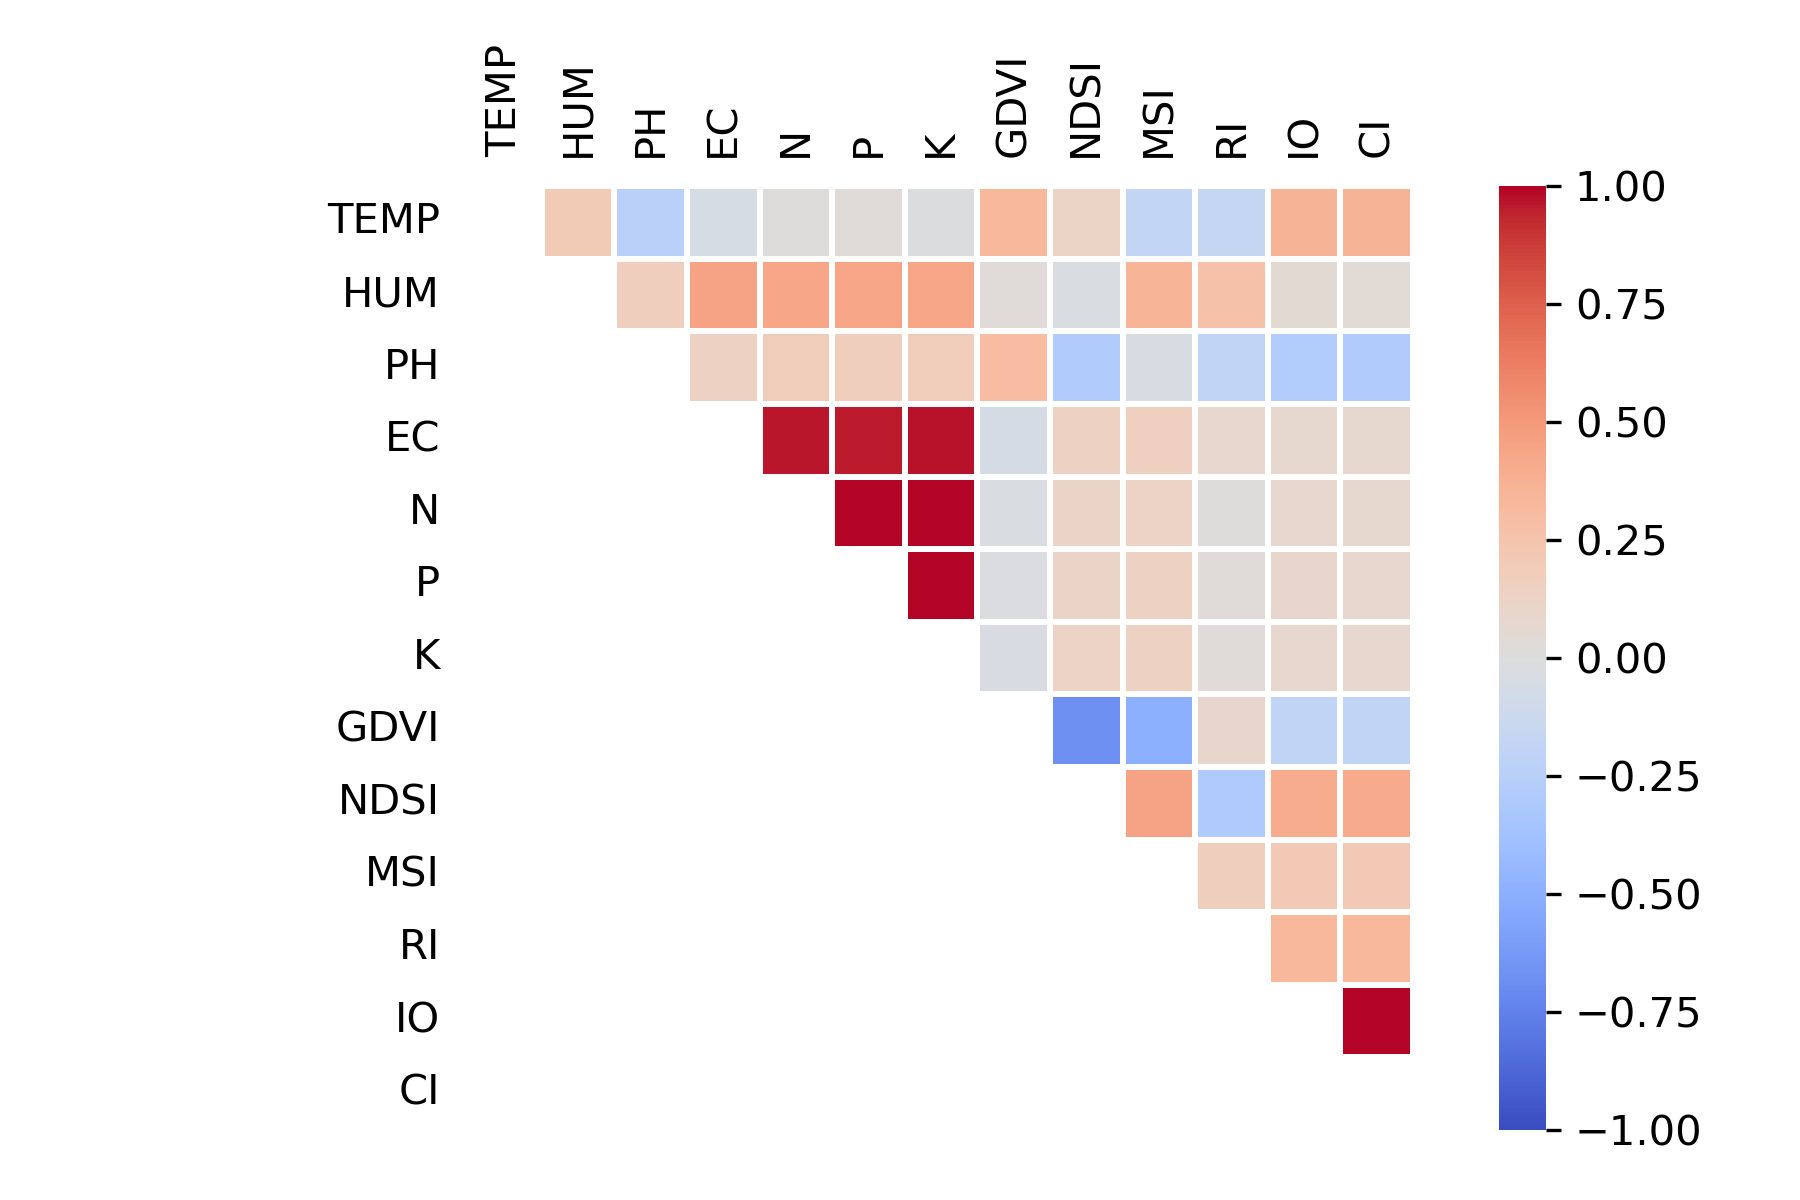 TEMP HUM PH EC N P K GDVI NDSI MSI RI IO CI
TEMP
HUM
PH
EC
N
P
K
GDVI
NDSI
MSI
RI
IO
CI
1.00
0.75
0.50
0.25
0.00
−0.25
−0.50
−0.75
−1.00